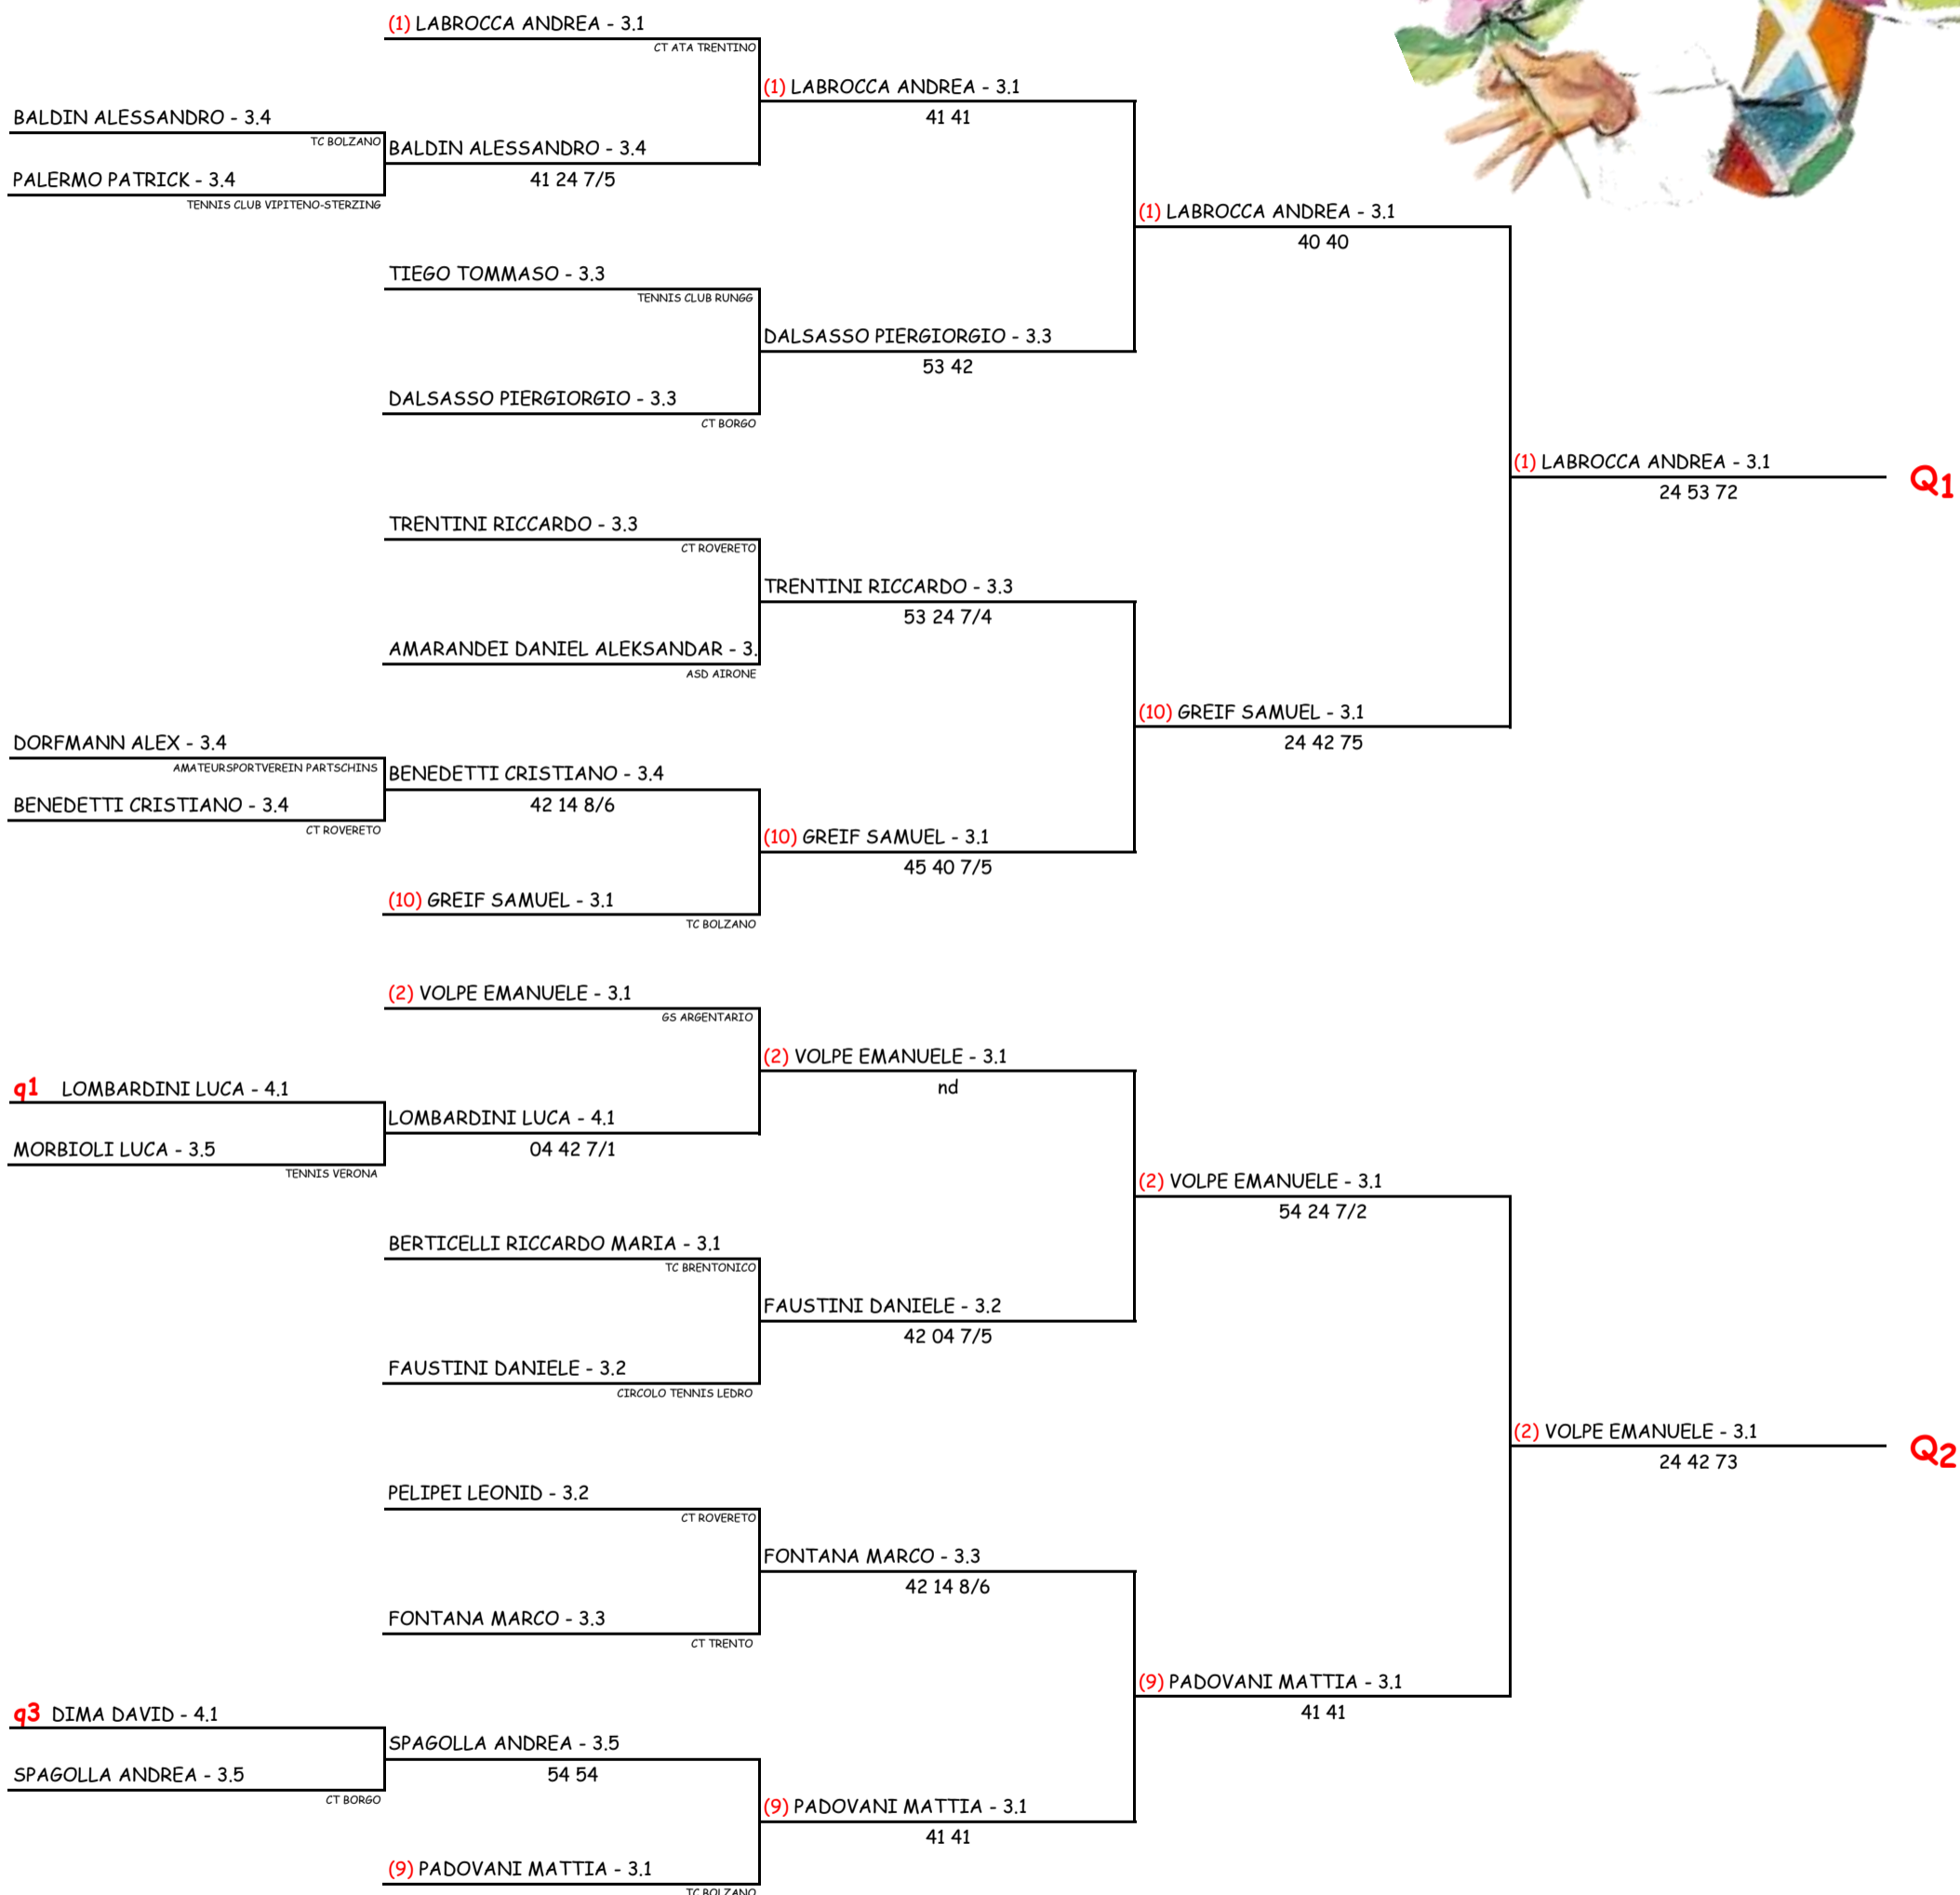 (1) LABROCCA ANDREA - 3.1
CT ATA TRENTINO
(1) LABROCCA ANDREA - 3.1
41 41
BALDIN ALESSANDRO - 3.4
TC BOLZANO
BALDIN ALESSANDRO - 3.4
41 24 7/5
PALERMO PATRICK - 3.4
TENNIS CLUB VIPITENO-STERZING
(1) LABROCCA ANDREA - 3.1
40 40
TIEGO TOMMASO - 3.3
TENNIS CLUB RUNGG
DALSASSO PIERGIORGIO - 3.3
53 42
DALSASSO PIERGIORGIO - 3.3
CT BORGO
(1) LABROCCA ANDREA - 3.1
24 53 72
Q1
TRENTINI RICCARDO - 3.3
CT ROVERETO
TRENTINI RICCARDO - 3.3
53 24 7/4
AMARANDEI DANIEL ALEKSANDAR - 3.
ASD AIRONE
(10) GREIF SAMUEL - 3.1
24 42 75
DORFMANN ALEX - 3.4
AMATEURSPORTVEREIN PARTSCHINS
BENEDETTI CRISTIANO - 3.4
42 14 8/6
BENEDETTI CRISTIANO - 3.4
CT ROVERETO
(10) GREIF SAMUEL - 3.1
45 40 7/5
(10) GREIF SAMUEL - 3.1
TC BOLZANO
(2) VOLPE EMANUELE - 3.1
GS ARGENTARIO
(2) VOLPE EMANUELE - 3.1
nd
q1 LOMBARDINI LUCA - 4.1
LOMBARDINI LUCA - 4.1
04 42 7/1
MORBIOLI LUCA - 3.5
TENNIS VERONA
(2) VOLPE EMANUELE - 3.1
54 24 7/2
BERTICELLI RICCARDO MARIA - 3.1
TC BRENTONICO
FAUSTINI DANIELE - 3.2
42 04 7/5
FAUSTINI DANIELE - 3.2
CIRCOLO TENNIS LEDRO
(2) VOLPE EMANUELE - 3.1
24 42 73
Q2
PELIPEI LEONID - 3.2
CT ROVERETO
FONTANA MARCO - 3.3
42 14 8/6
FONTANA MARCO - 3.3
CT TRENTO
(9) PADOVANI MATTIA - 3.1
41 41
q3 DIMA DAVID - 4.1
SPAGOLLA ANDREA - 3.5
54 54
SPAGOLLA ANDREA - 3.5
CT BORGO
(9) PADOVANI MATTIA - 3.1
41 41
(9) PADOVANI MATTIA - 3.1
TC BOLZANO